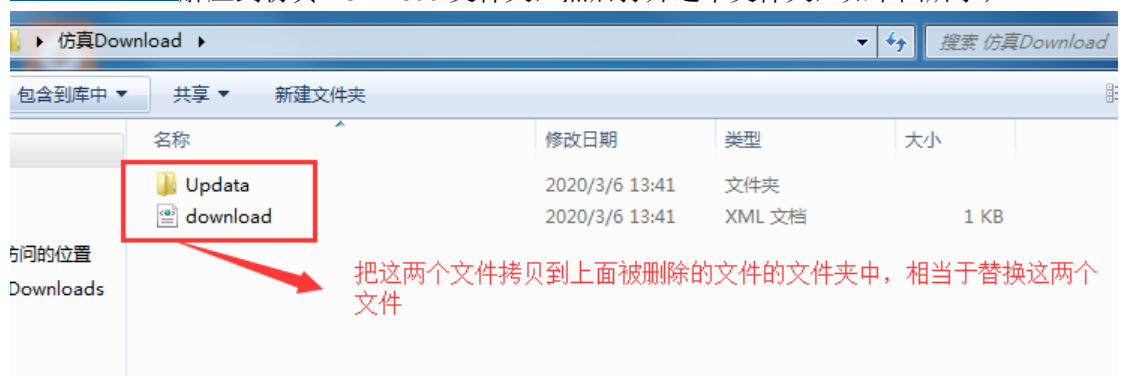 仿真Download
搜索 仿真Download
包含到库中 共享 新建文件夹
名称 修改日期 类型 大小
Updata 2020/3/6 13:41 文件夹
download 2020/3/6 13:41 XML 文档 1 KB
访问的位置
Downloads
把这两个文件拷贝到上面被删除的文件的文件夹中，相当于替换这两个
文件